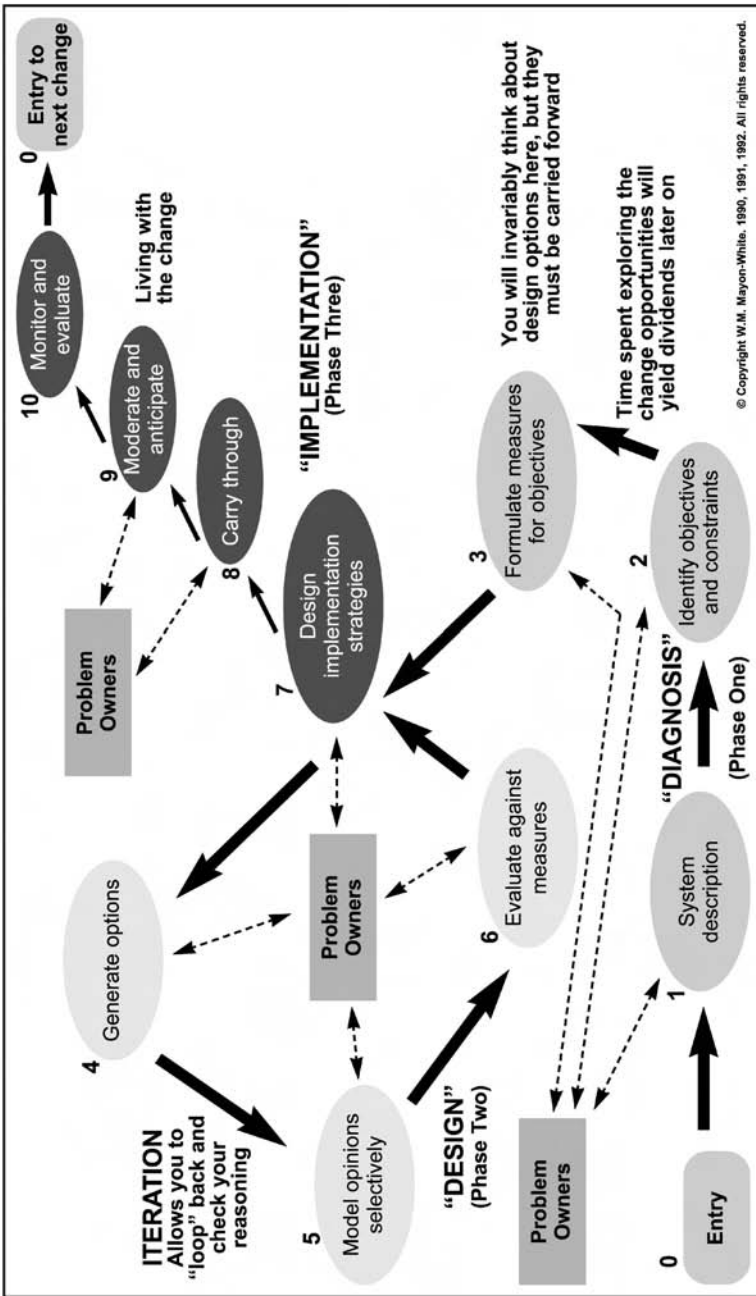 0
Entry
Problem
Owners
1
System
description
"DIAGNOSIS"
(Phase One)
2
Identify objectives
and constraints
Time spent exploring the
change opportunities will
yield dividends later on
3
Formulate measures
for objectives
You will invariably think about
design options here, but they
must be carried forward
4
Generate options
ITERATION
Allows you to
"loop" back and
check your
reasoning
5
Model opinions
selectively
"DESIGN"
(Phase Two)
6
Evaluate against
measures
Problem
Owners
7
Design
implementation
strategies
"IMPLEMENTATION"
(Phase Three)
8
Carry through
Problem
Owners
9
Moderate and
anticipate
Living with
the change
10
Monitor and
evaluate
0
Entry to
next change
© Copyright W.M. Mayon-White. 1990, 1991, 1992. All rights reserved.